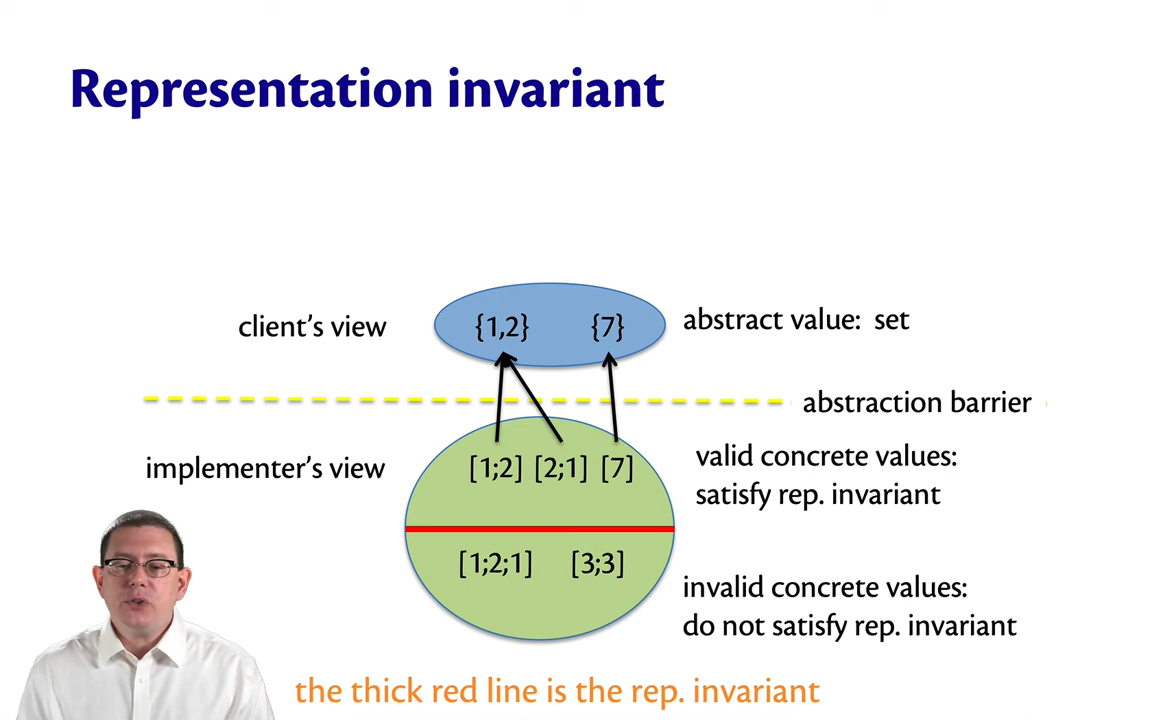 Representation invariant
client's view
{1,2}
{7}
abstract value: set
abstraction barrier
implementer's view
[1;2] [2;1] [7]
valid concrete values:
satisfy rep. invariant
[1;2;1]
[3;3]
invalid concrete values:
do not satisfy rep. invariant
the thick red line is the rep. invariant